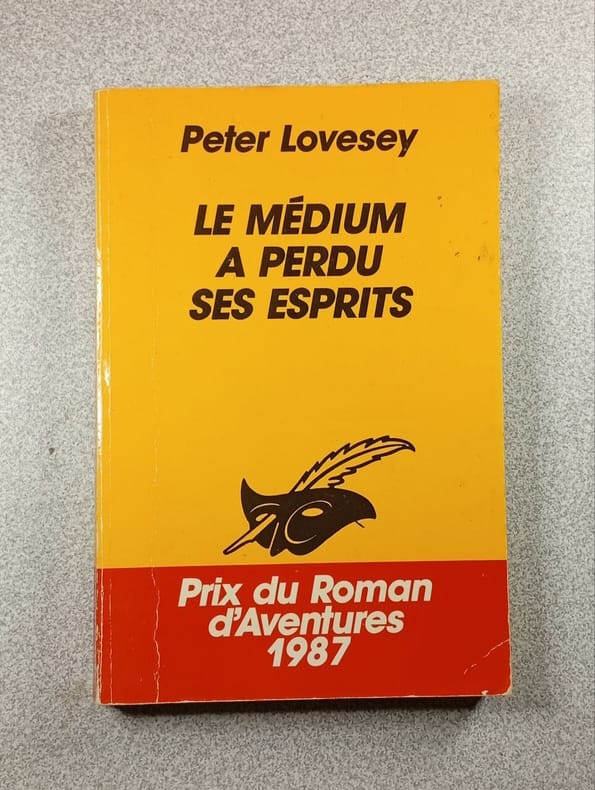 Peter Lovesey
LE MÉDIUM
A PERDU
SES ESPRITS
Prix du Roman
d'Aventures
1987